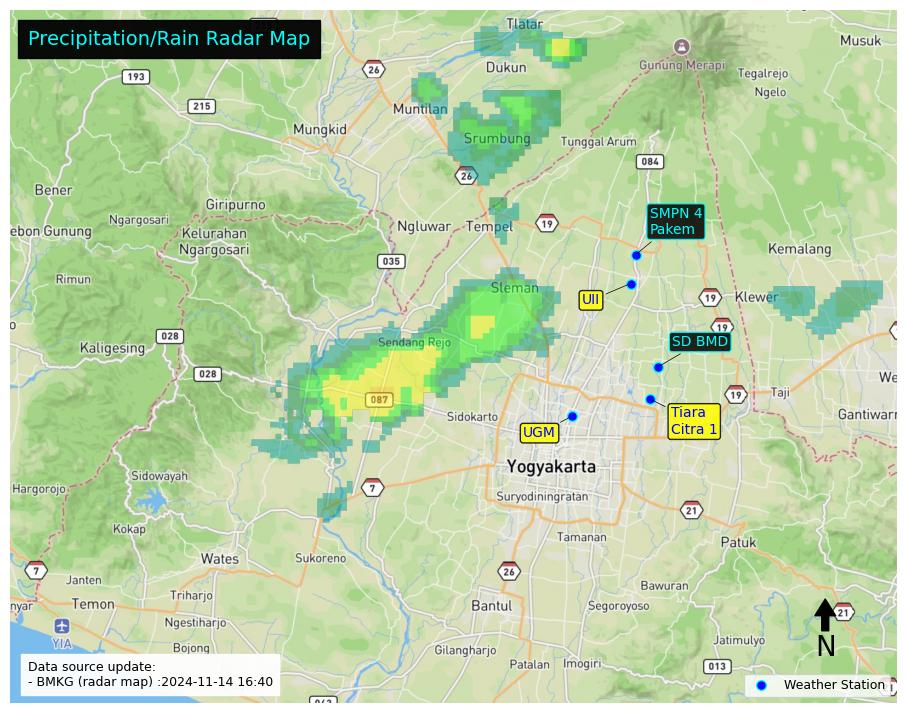 Precipitation/Rain Radar Map
Tlatar
Musuk
26
193
Dukun
Gunung Merapi
Tegalrejo
Ngelo
215
Muntilan
Mungkid
Srumbung
Tunggal Arum
084
26
Bener
Giripurno
Ngargosari
ebon Gunung
Kelurahan
Ngargosari
Ngluwar
Tempel
19
SMPN 4
Pakem
Kemalang
035
Rimun
Sleman
UII
19
Klewer
028
Kaligesing
Sendang Rejo
19
SD BMD
028
087
Sidokarto
19
Taji
We
UGM
Tiara
Citra 1
Gantiwarn
Yogyakarta
Sidowayah
Hargorojo
7
Suryodiningratan
21
Kokap
Tamanan
Patuk
Wates
Sukoreno
7
Janten
26
Bawuran
nyar
Temon
Triharjo
Bantul
Segoroyoso
21
Ngestiharjo
YIA
Bojong
Gilangharjo
Jatimulyo
N
Patalan
Imogiri
013
Data source update:
- BMKG (radar map) :2024-11-14 16:40
Weather Station